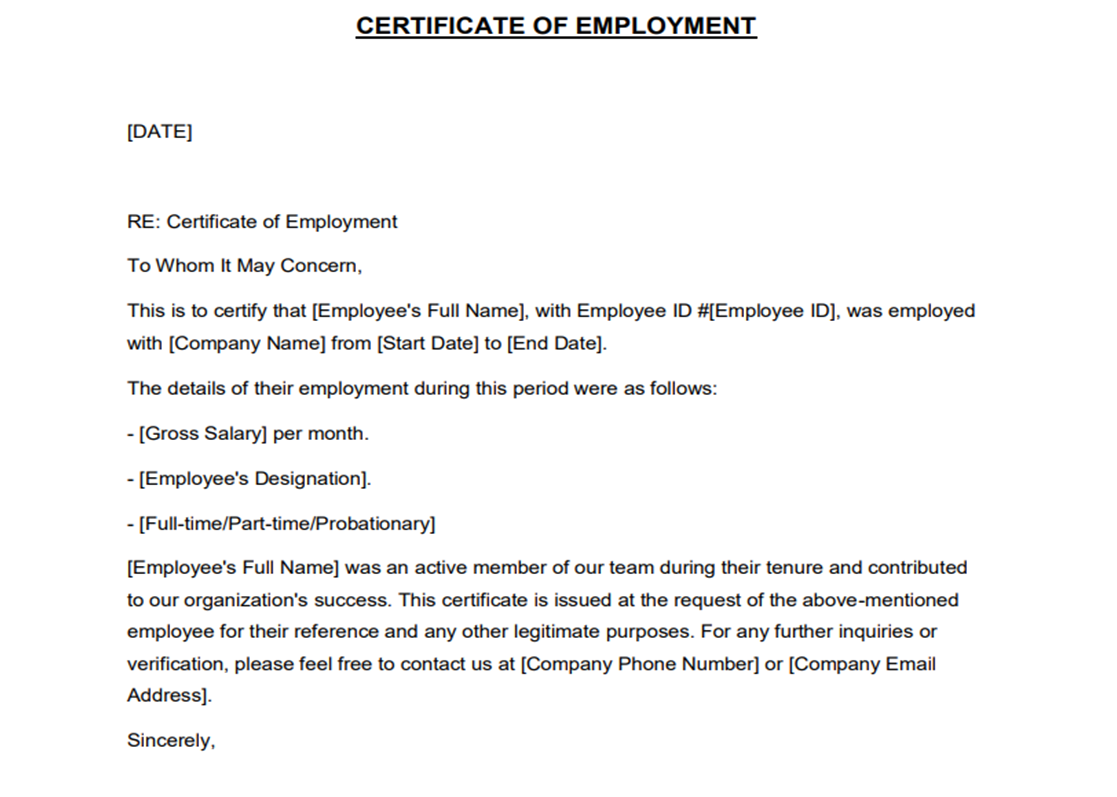 CERTIFICATE OF EMPLOYMENT
[DATE]
RE: Certificate of Employment
To Whom It May Concern,
This is to certify that [Employee's Full Name], with Employee ID #[Employee ID], was employed
with [Company Name] from [Start Date] to [End Date].
The details of their employment during this period were as follows:
- [Gross Salary] per month.
- [Employee's Designation].
- [Full-time/Part-time/Probationary]
[Employee's Full Name] was an active member of our team during their tenure and contributed
to our organization's success. This certificate is issued at the request of the above-mentioned
employee for their reference and any other legitimate purposes. For any further inquiries or
verification, please feel free to contact us at [Company Phone Number] or [Company Email
Address].
Sincerely,